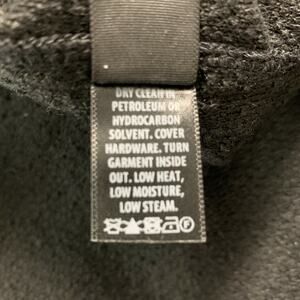 DRY CLEAN IN
PETROLEUM OR
HYDROCARBON
SOLVENT. COVER
HARDWARE. TURN
GARMENT INSIDE
OUT. LOW HEAT,
LOW MOISTURE,
LOW STEAM.
F